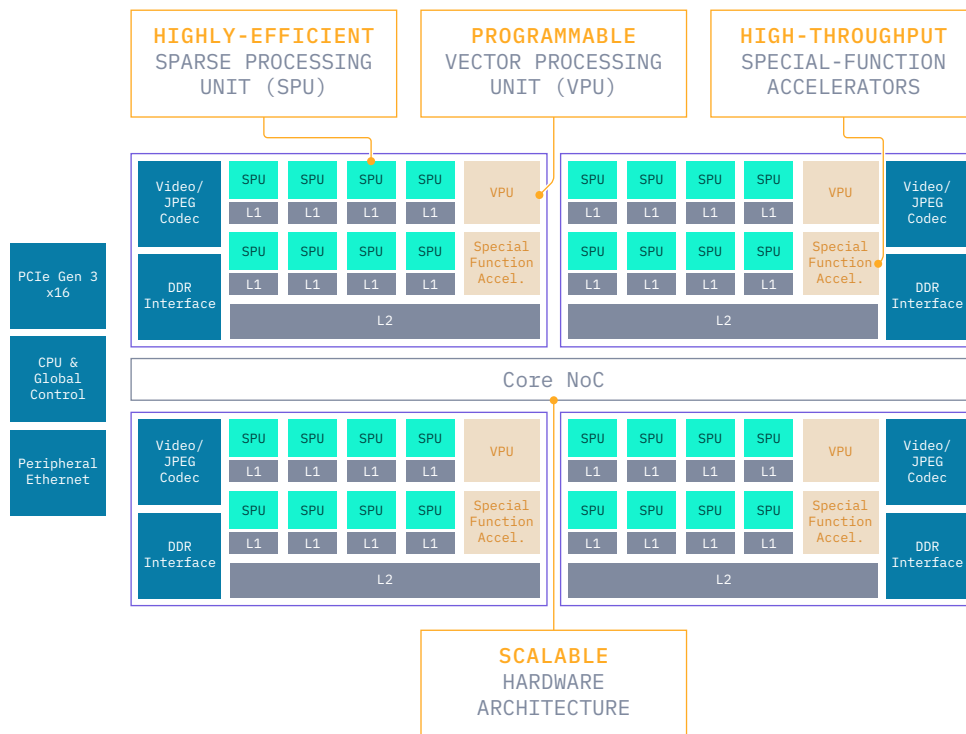 HIGHLY-EFFICIENT
SPARSE PROCESSING
UNIT (SPU)
PROGRAMMABLE
VECTOR PROCESSING
UNIT (VPU)
HIGH-THROUGHPUT
SPECIAL-FUNCTION
ACCELERATORS
PCIe Gen 3
x16
CPU &
Global
Control
Peripheral
Ethernet
Video/
JPEG
Codec
DDR
Interface
SPU SPU SPU SPU
L1 L1 L1 L1
SPU SPU SPU SPU
L1 L1 L1 L1
VPU
Special
Function
Accel.
L2
SPU SPU SPU SPU
L1 L1 L1 L1
SPU SPU SPU SPU
L1 L1 L1 L1
VPU
Special
Function
Accel.
L2
Video/
JPEG
Codec
DDR
Interface
Core NoC
Video/
JPEG
Codec
DDR
Interface
SPU SPU SPU SPU
L1 L1 L1 L1
SPU SPU SPU SPU
L1 L1 L1 L1
VPU
Special
Function
Accel.
L2
SPU SPU SPU SPU
L1 L1 L1 L1
SPU SPU SPU SPU
L1 L1 L1 L1
VPU
Special
Function
Accel.
L2
Video/
JPEG
Codec
DDR
Interface
SCALABLE
HARDWARE
ARCHITECTURE